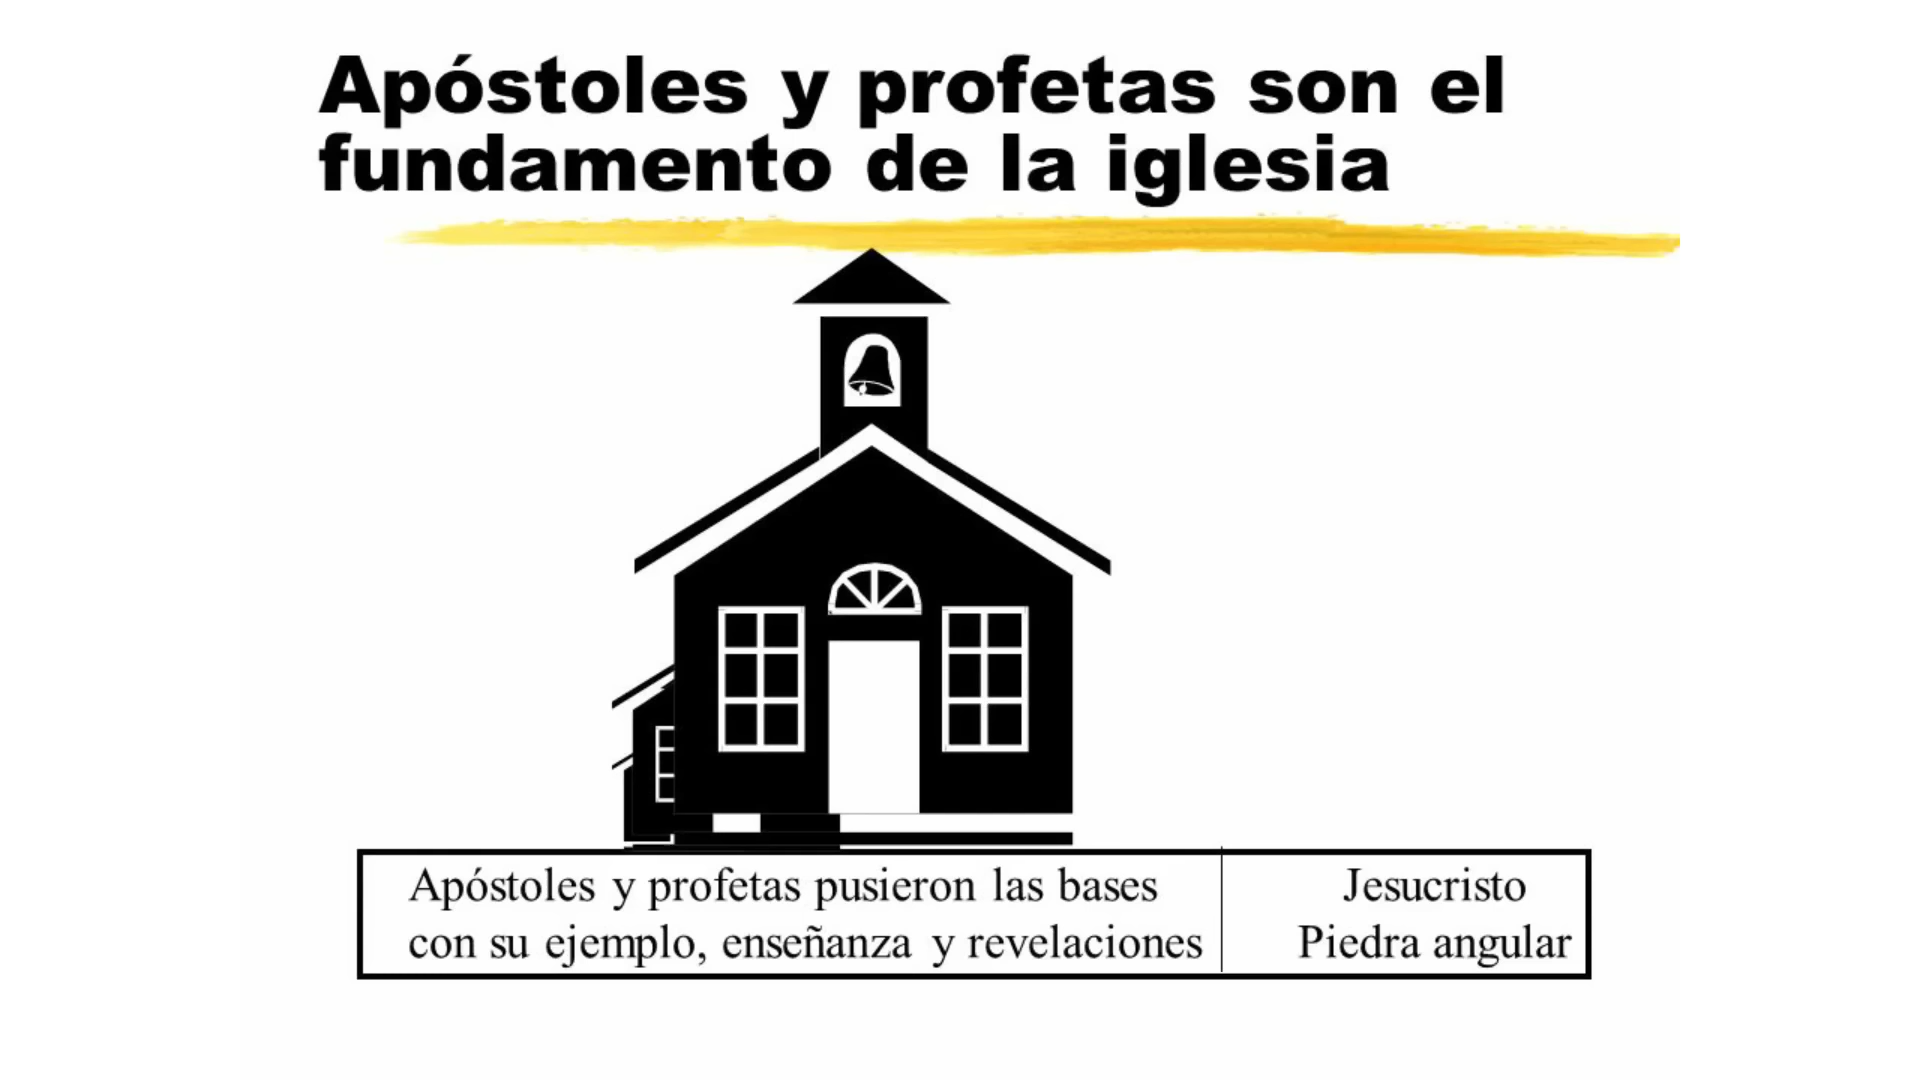 Apóstoles y profetas son el
fundamento de la iglesia
Apóstoles y profetas pusieron las bases
con su ejemplo, enseñanza y revelaciones
Jesucristo
Piedra angular